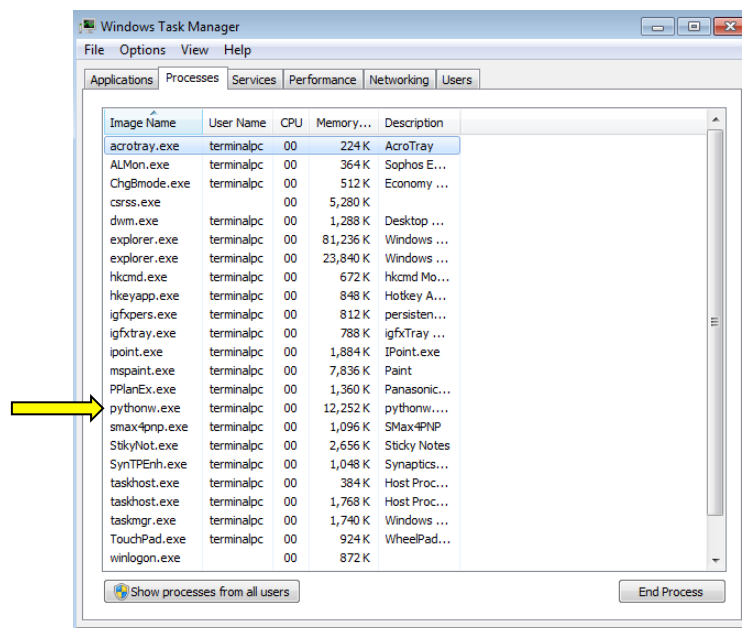 Windows Task Manager
File Options View Help
Applications Processes Services Performance Networking Users
Image Name User Name CPU Memory... Description
acrotray.exe terminalpc 00 224 K AcroTray
ALMon.exe terminalpc 00 364 K Sophos E...
ChgBmode.exe terminalpc 00 512 K Economy ...
csrss.exe 00 5,280 K
dwm.exe terminalpc 00 1,288 K Desktop ...
explorer.exe terminalpc 00 81,236 K Windows ...
explorer.exe terminalpc 00 23,840 K Windows ...
hkcmd.exe terminalpc 00 672 K hkcmd Mo...
hkeyapp.exe terminalpc 00 848 K Hotkey A...
igfxpers.exe terminalpc 00 812 K persisten...
igfxtray.exe terminalpc 00 788 K igfxTray ...
ipoint.exe terminalpc 00 1,884 K IPoint.exe
mspaint.exe terminalpc 00 7,836 K Paint
PPlanEx.exe terminalpc 00 1,360 K Panasonic...
pythonw.exe terminalpc 00 12,252 K pythonw....
smax4pnp.exe terminalpc 00 1,096 K SMax4PNP
StikyNot.exe terminalpc 00 2,656 K Sticky Notes
SynTPEnh.exe terminalpc 00 1,048 K Synaptics...
taskhost.exe terminalpc 00 384 K Host Proc...
taskhost.exe terminalpc 00 1,768 K Host Proc...
taskmgr.exe terminalpc 00 1,740 K Windows ...
TouchPad.exe terminalpc 00 924 K WheelPad...
winlogon.exe 00 872 K
Show processes from all users End Process